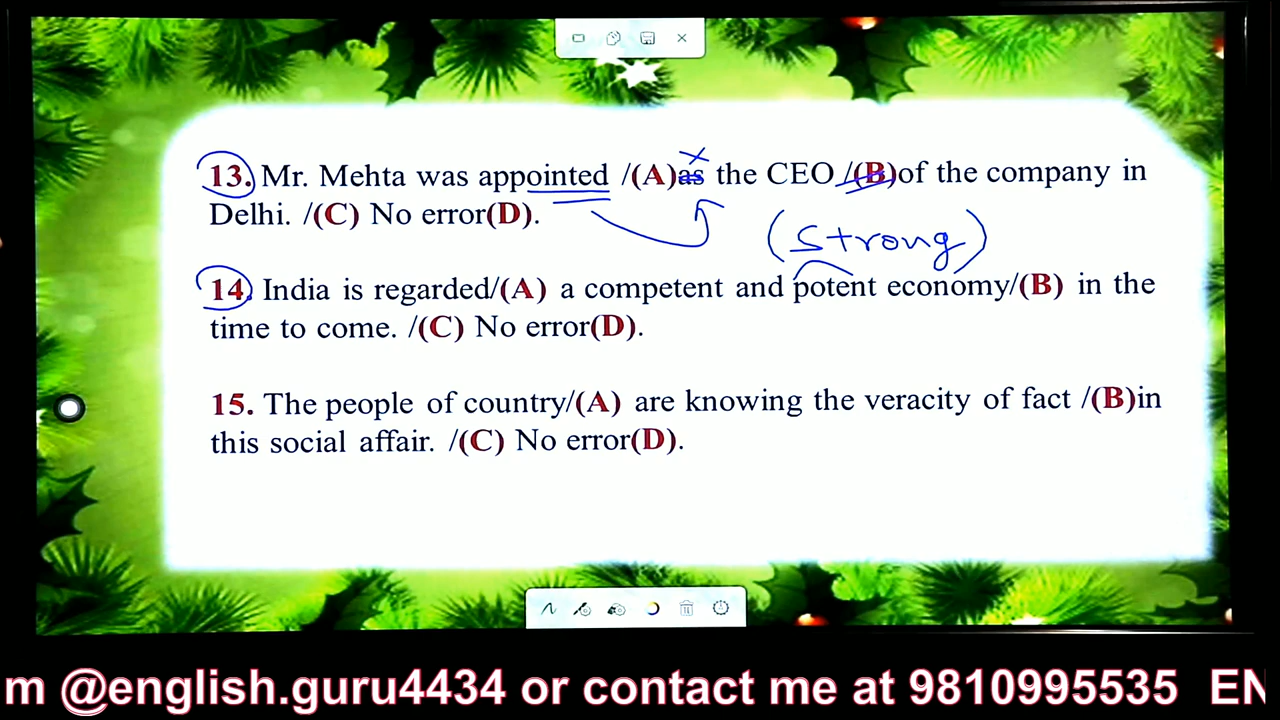 13. Mr. Mehta was appointed /(A)as the CEO /(B)of the company in
Delhi. /(C) No error(D).
(strong)
14. India is regarded/(A) a competent and potent economy/(B) in the
time to come. /(C) No error(D).
15. The people of country/(A) are knowing the veracity of fact /(B)in
this social affair. /(C) No error(D).
m @english.guru4434 or contact me at 9810995535 EN